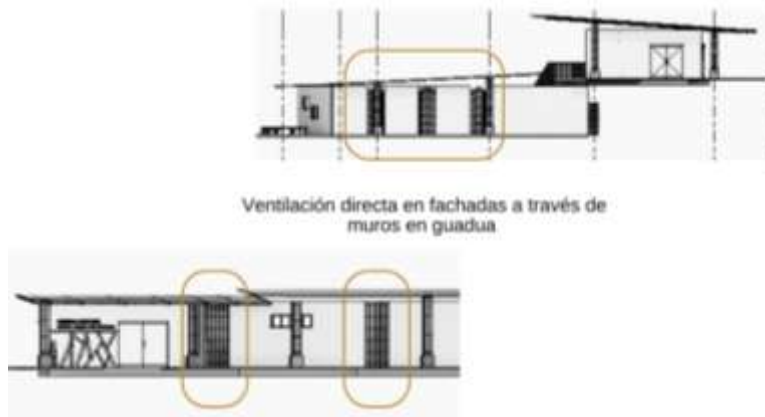 Ventilación directa en fachadas a través de
muros en guadua